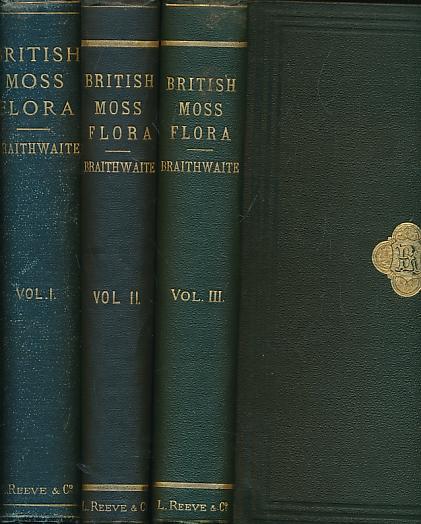 BRITISH
MOSS
FLORA
BRAITHWAITE
VOL. I.
L. REEVE & Cº
BRITISH
MOSS
FLORA
BRAITHWAITE
VOL II.
L. REEVE & Cº
BRITISH
MOSS
FLORA
BRAITHWAITE
VOL. III.
L. REEVE & Cº